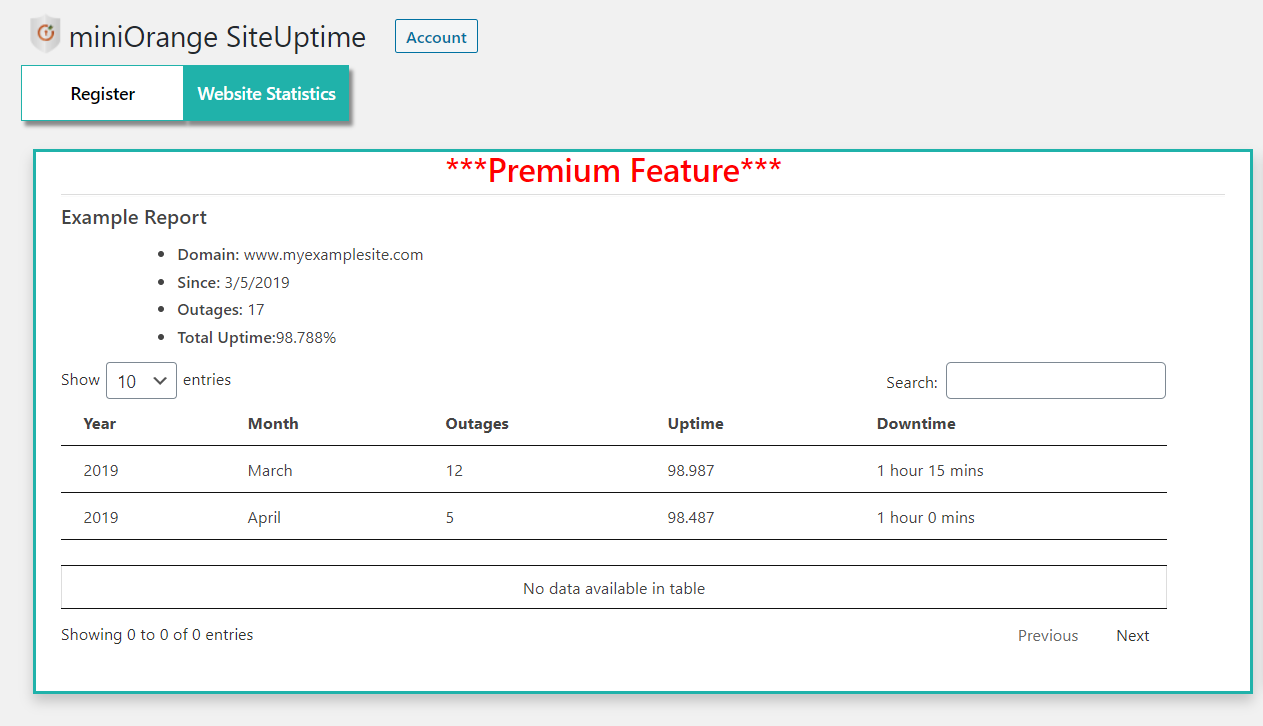 miniOrange SiteUptime Account
Register Website Statistics
***Premium Feature***
Example Report
• Domain: www.myexamplesite.com
• Since: 3/5/2019
• Outages: 17
• Total Uptime:98.788%
Show 10 entries Search:
Year Month Outages Uptime Downtime
2019 March 12 98.987 1 hour 15 mins
2019 April 5 98.487 1 hour 0 mins
No data available in table
Showing 0 to 0 of 0 entries Previous Next